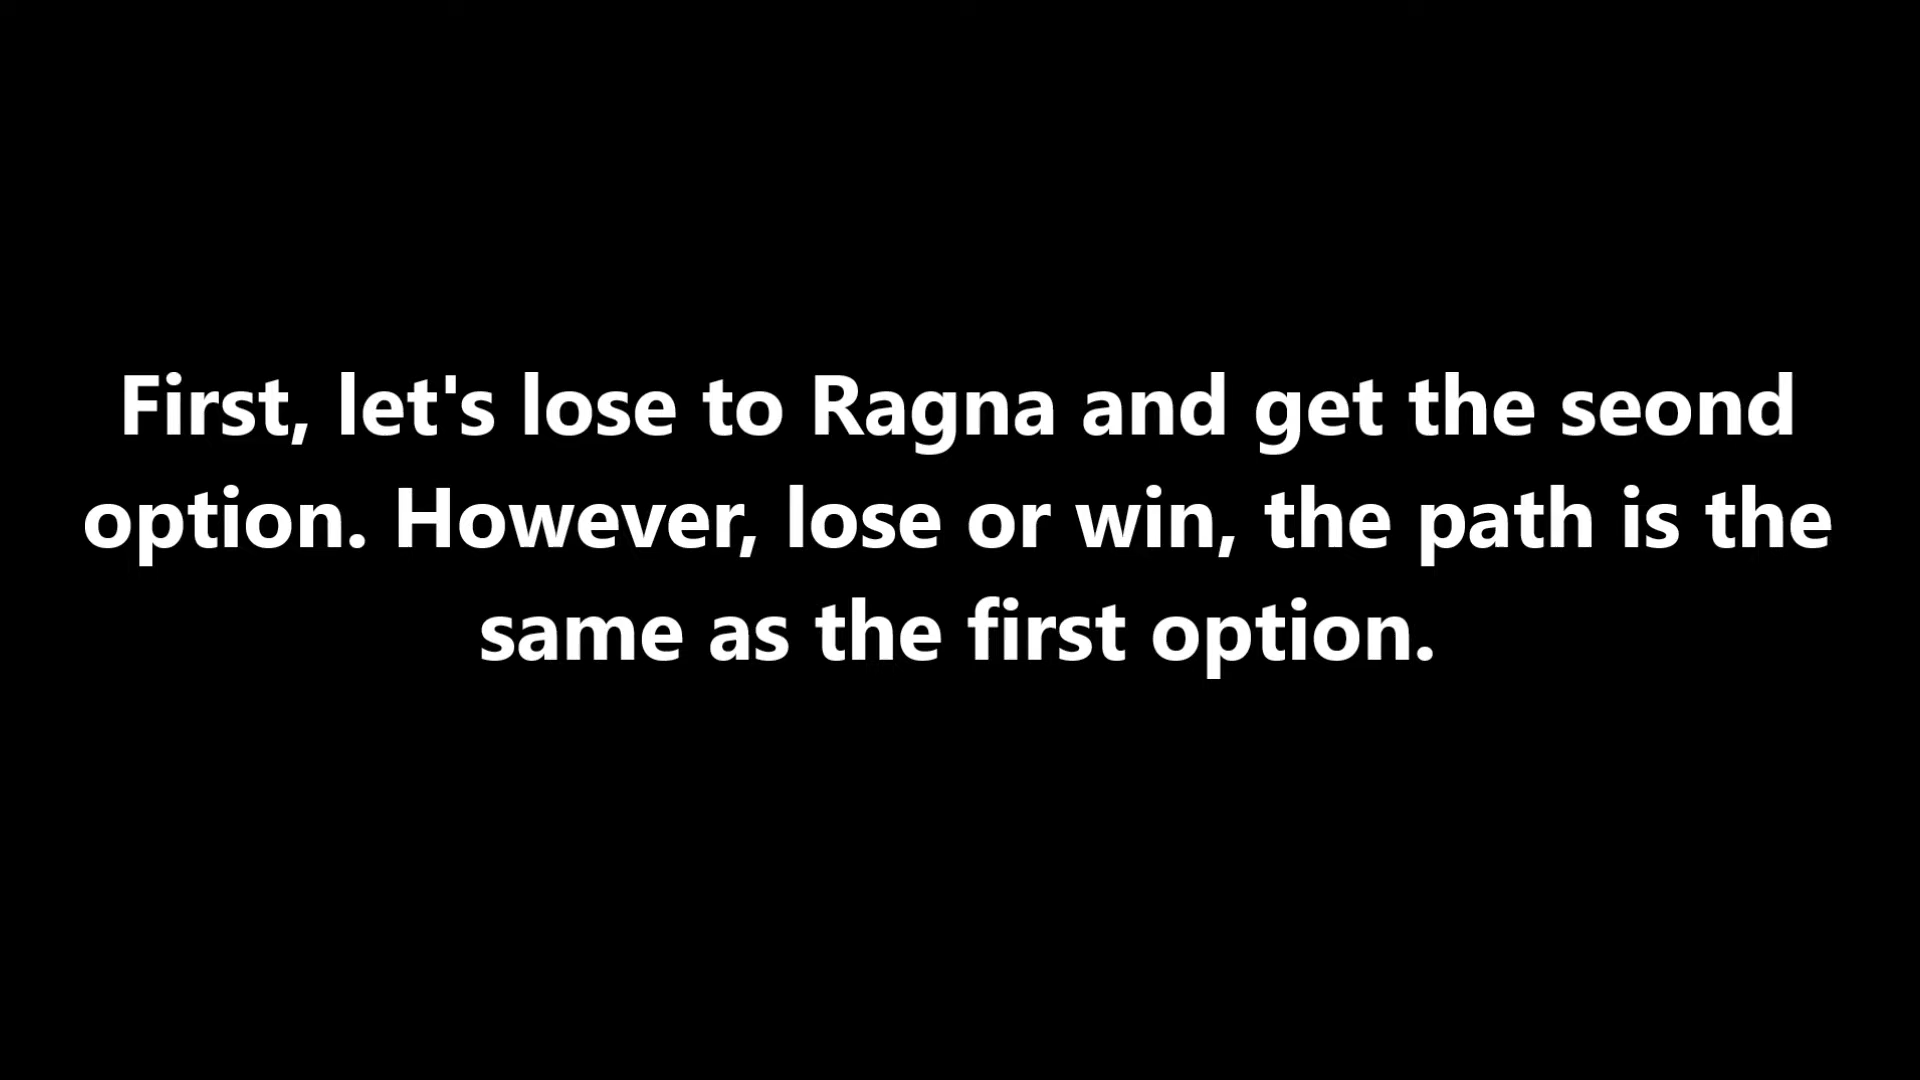 First, let's lose to Ragna and get the seond
option. However, lose or win, the path is the
same as the first option.